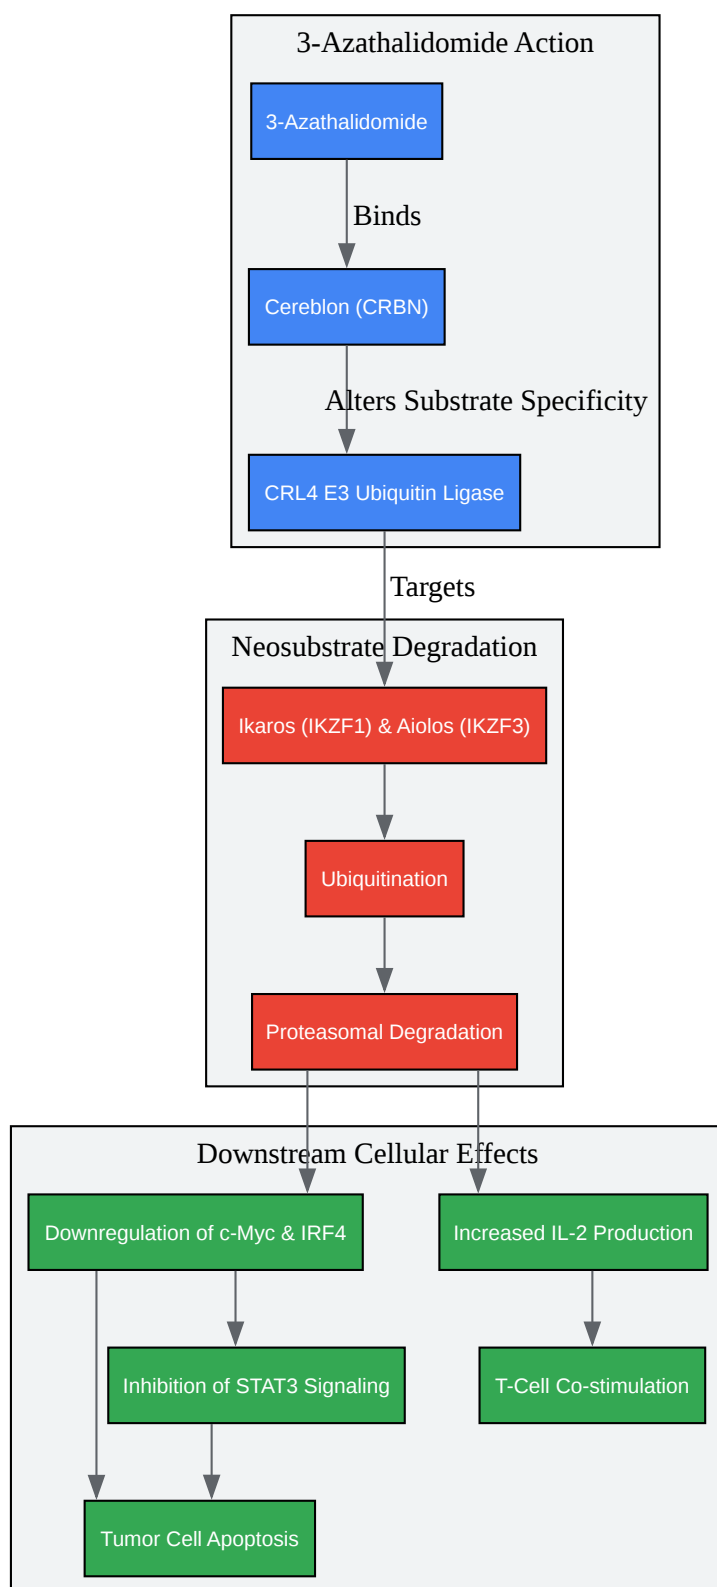 3-Azathalidomide Action
3-Azathalidomide
Binds
Cereblon (CRBN)
Alters Substrate Specificity
CRL4 E3 Ubiquitin Ligase
Targets
Neosubstrate Degradation
Ikaros (IKZF1) & Aiolos (IKZF3)
Ubiquitination
Proteasomal Degradation
Downstream Cellular Effects
Downregulation of c-Myc & IRF4
Increased IL-2 Production
Inhibition of STAT3 Signaling
T-Cell Co-stimulation
Tumor Cell Apoptosis